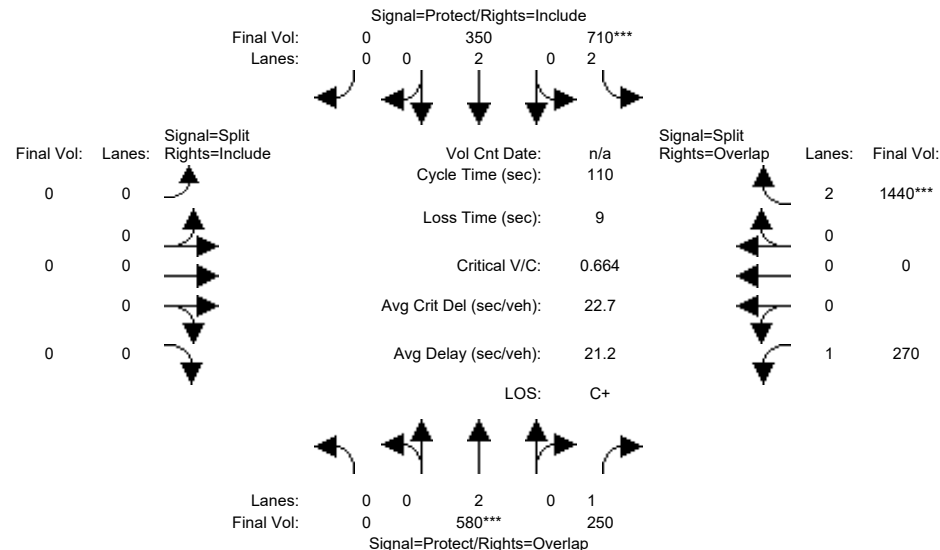 Signal=Protect/Rights=Include
Final Vol: 0 350 710***
Lanes: 0 0 2 0 2
Signal=Split
Final Vol: Lanes: Rights=Include
Vol Cnt Date: n/a
Signal=Split
Rights=Overlap Lanes: Final Vol:
Cycle Time (sec): 110
0 0
2 1440***
Loss Time (sec): 9
0
0
0 0
Critical V/C: 0.664
0 0
0
Avg Crit Del (sec/veh): 22.7
0
0 0
Avg Delay (sec/veh): 21.2
1 270
LOS: C+
Lanes: 0 0 2 0 1
Final Vol: 0 580*** 250
Signal=Protect/Rights=Overlap